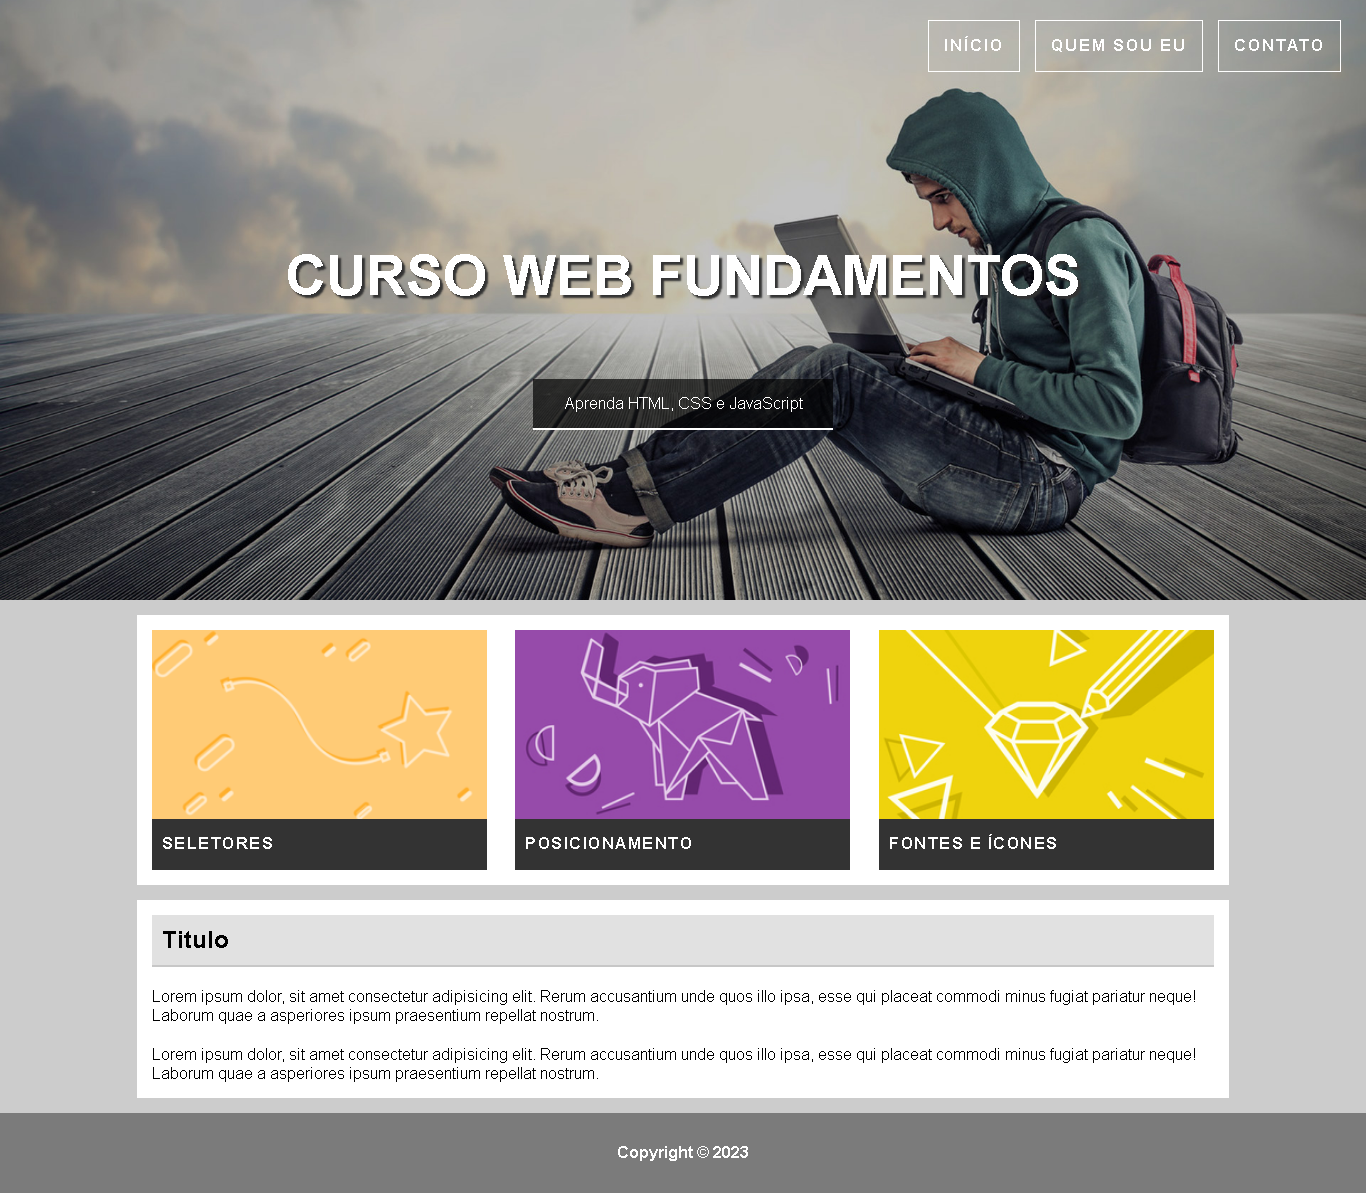 INÍCIO
QUEM SOU EU
CONTATO
CURSO WEB FUNDAMENTOS
Aprenda HTML, CSS e JavaScript
SELETORES
POSICIONAMENTO
FONTES E ÍCONES
Titulo
Lorem ipsum dolor, sit amet consectetur adipisicing elit. Rerum accusantium unde quos illo ipsa, esse qui placeat commodi minus fugiat pariatur neque!
Laborum quae a asperiores ipsum praesentium repellat nostrum.
Lorem ipsum dolor, sit amet consectetur adipisicing elit. Rerum accusantium unde quos illo ipsa, esse qui placeat commodi minus fugiat pariatur neque!
Laborum quae a asperiores ipsum praesentium repellat nostrum.
Copyright © 2023